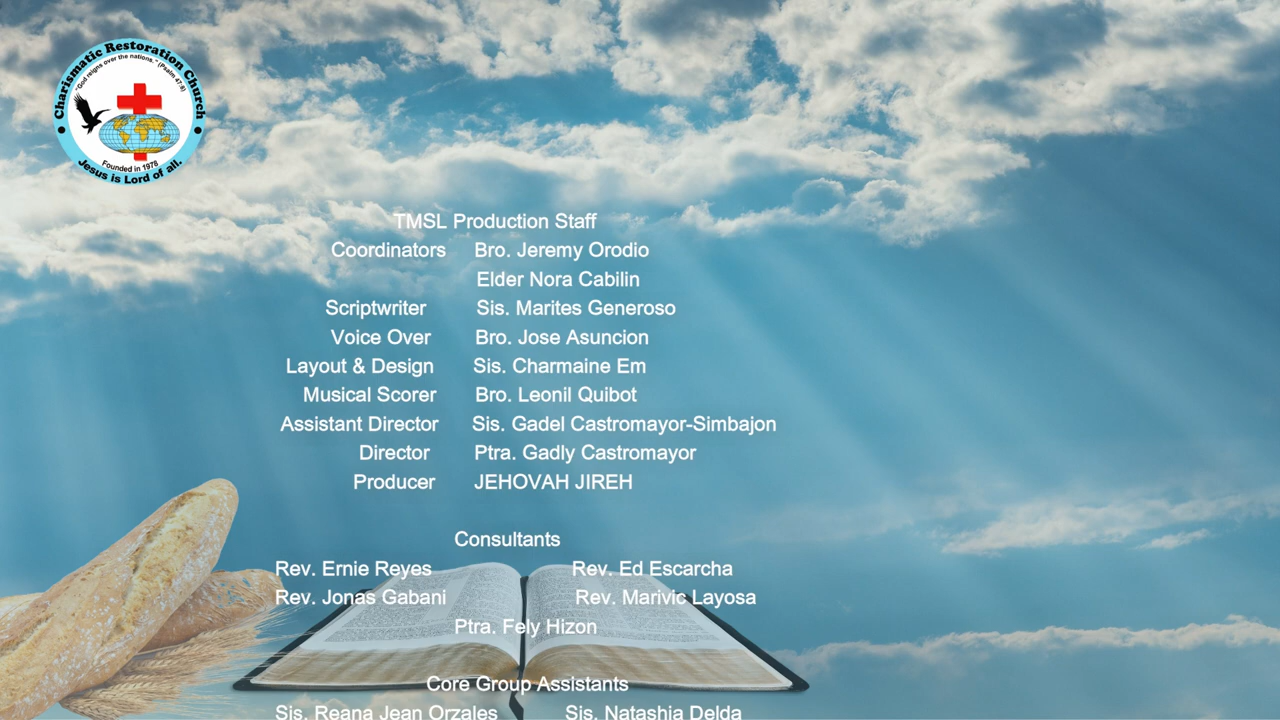 Charismatic Restoration Church
"God reigns over the nations." (Psalm 47:8)
Founded in 1978
Jesus is Lord of all.
TMSL Production Staff
Coordinators Bro. Jeremy Orodio
Elder Nora Cabilin
Scriptwriter Sis. Marites Generoso
Voice Over Bro. Jose Asuncion
Layout & Design Sis. Charmaine Em
Musical Scorer Bro. Leonil Quibot
Assistant Director Sis. Gadel Castromayor-Simbajon
Director Ptra. Gadly Castromayor
Producer JEHOVAH JIREH
Consultants
Rev. Ernie Reyes Rev. Ed Escarcha
Rev. Jonas Gabani Rev. Marivic Layosa
Ptra. Fely Hizon
Core Group Assistants
Sis. Reana Jean Orzales Sis. Natashia Delda